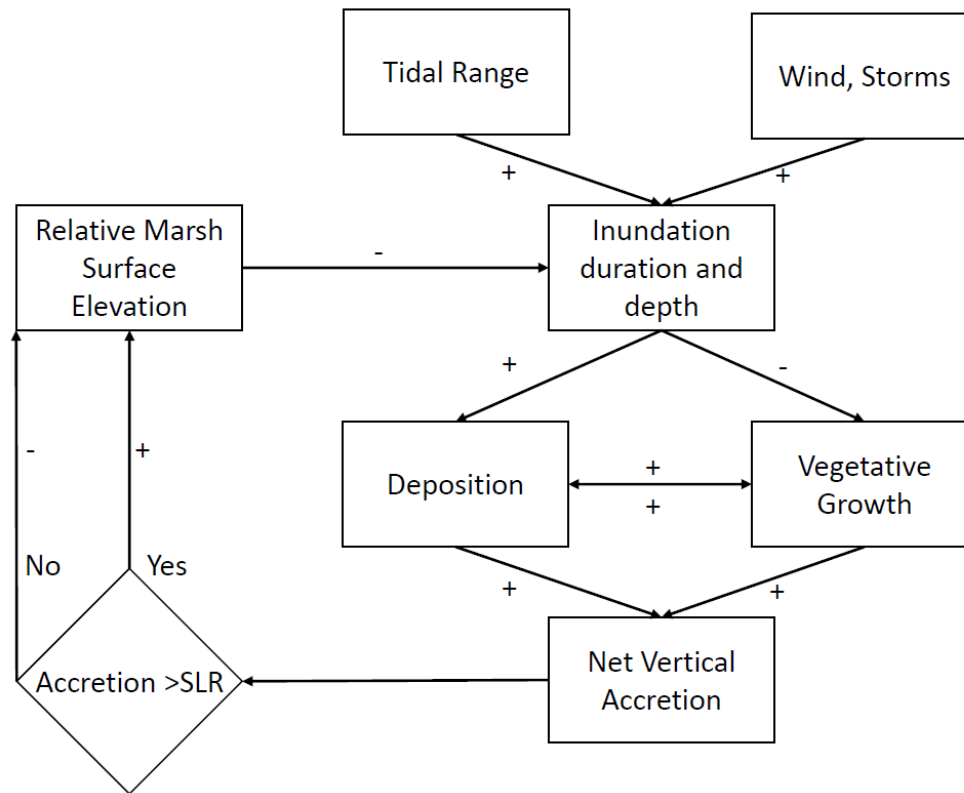 Tidal Range
Wind, Storms
+
+
Relative Marsh
Surface
Elevation
-
Inundation
duration and
depth
+
-
-
+
Deposition
+
+
Vegetative
Growth
No
Yes
+
+
Accretion >SLR
Net Vertical
Accretion